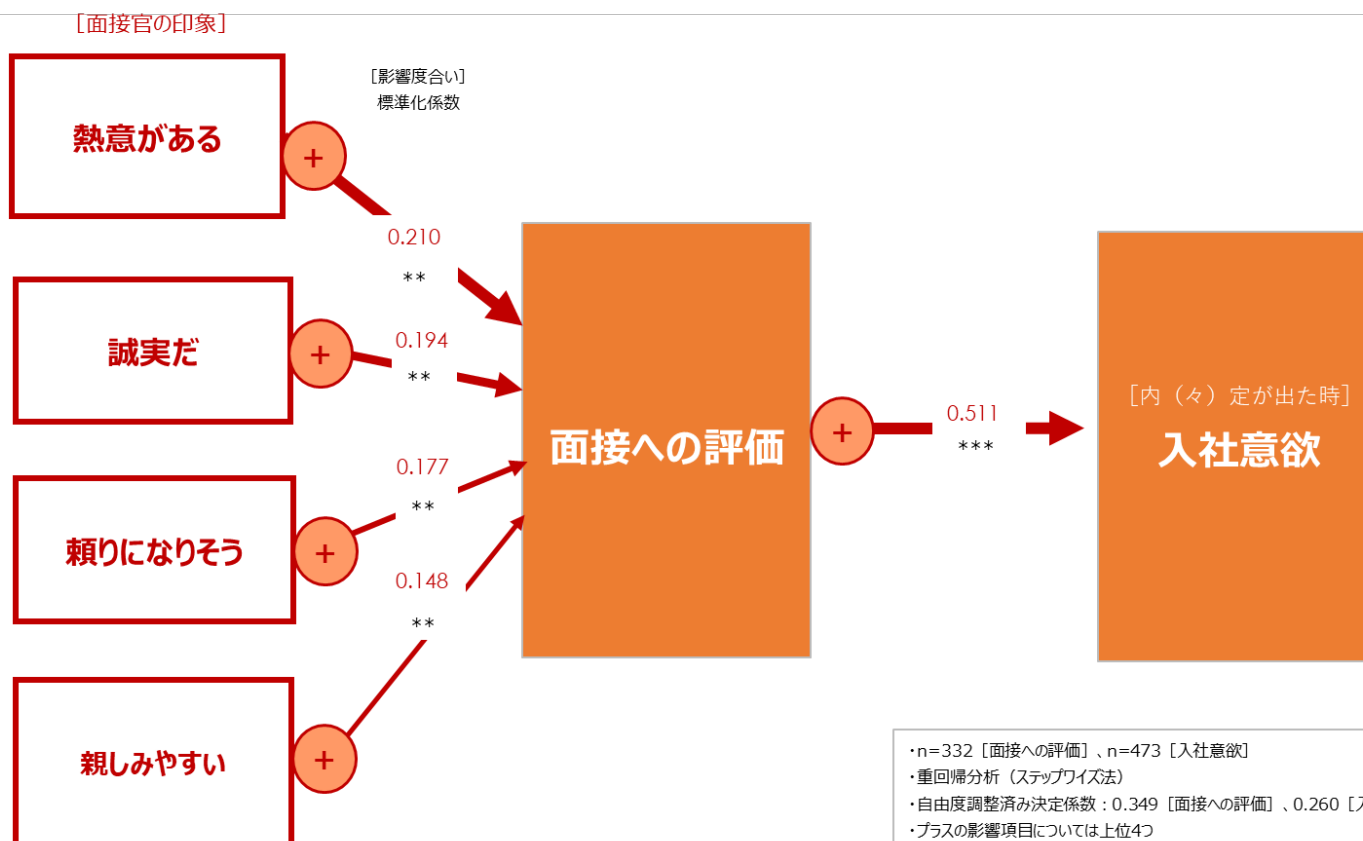 ［面接官の印象］
［影響度合い］
標準化係数
熱意がある
+
0.210
**
誠実だ
+
0.194
**
頼りになりそう
+
0.177
**
親しみやすい
+
0.148
**
面接への評価
+
0.511
***
［内（々）定が出た時］
入社意欲
・n=332［面接への評価］、n=473［入社意欲］
・重回帰分析（ステップワイズ法）
・自由度調整済み決定係数：0.349［面接への評価］、0.260［
・プラスの影響項目については上位4つ